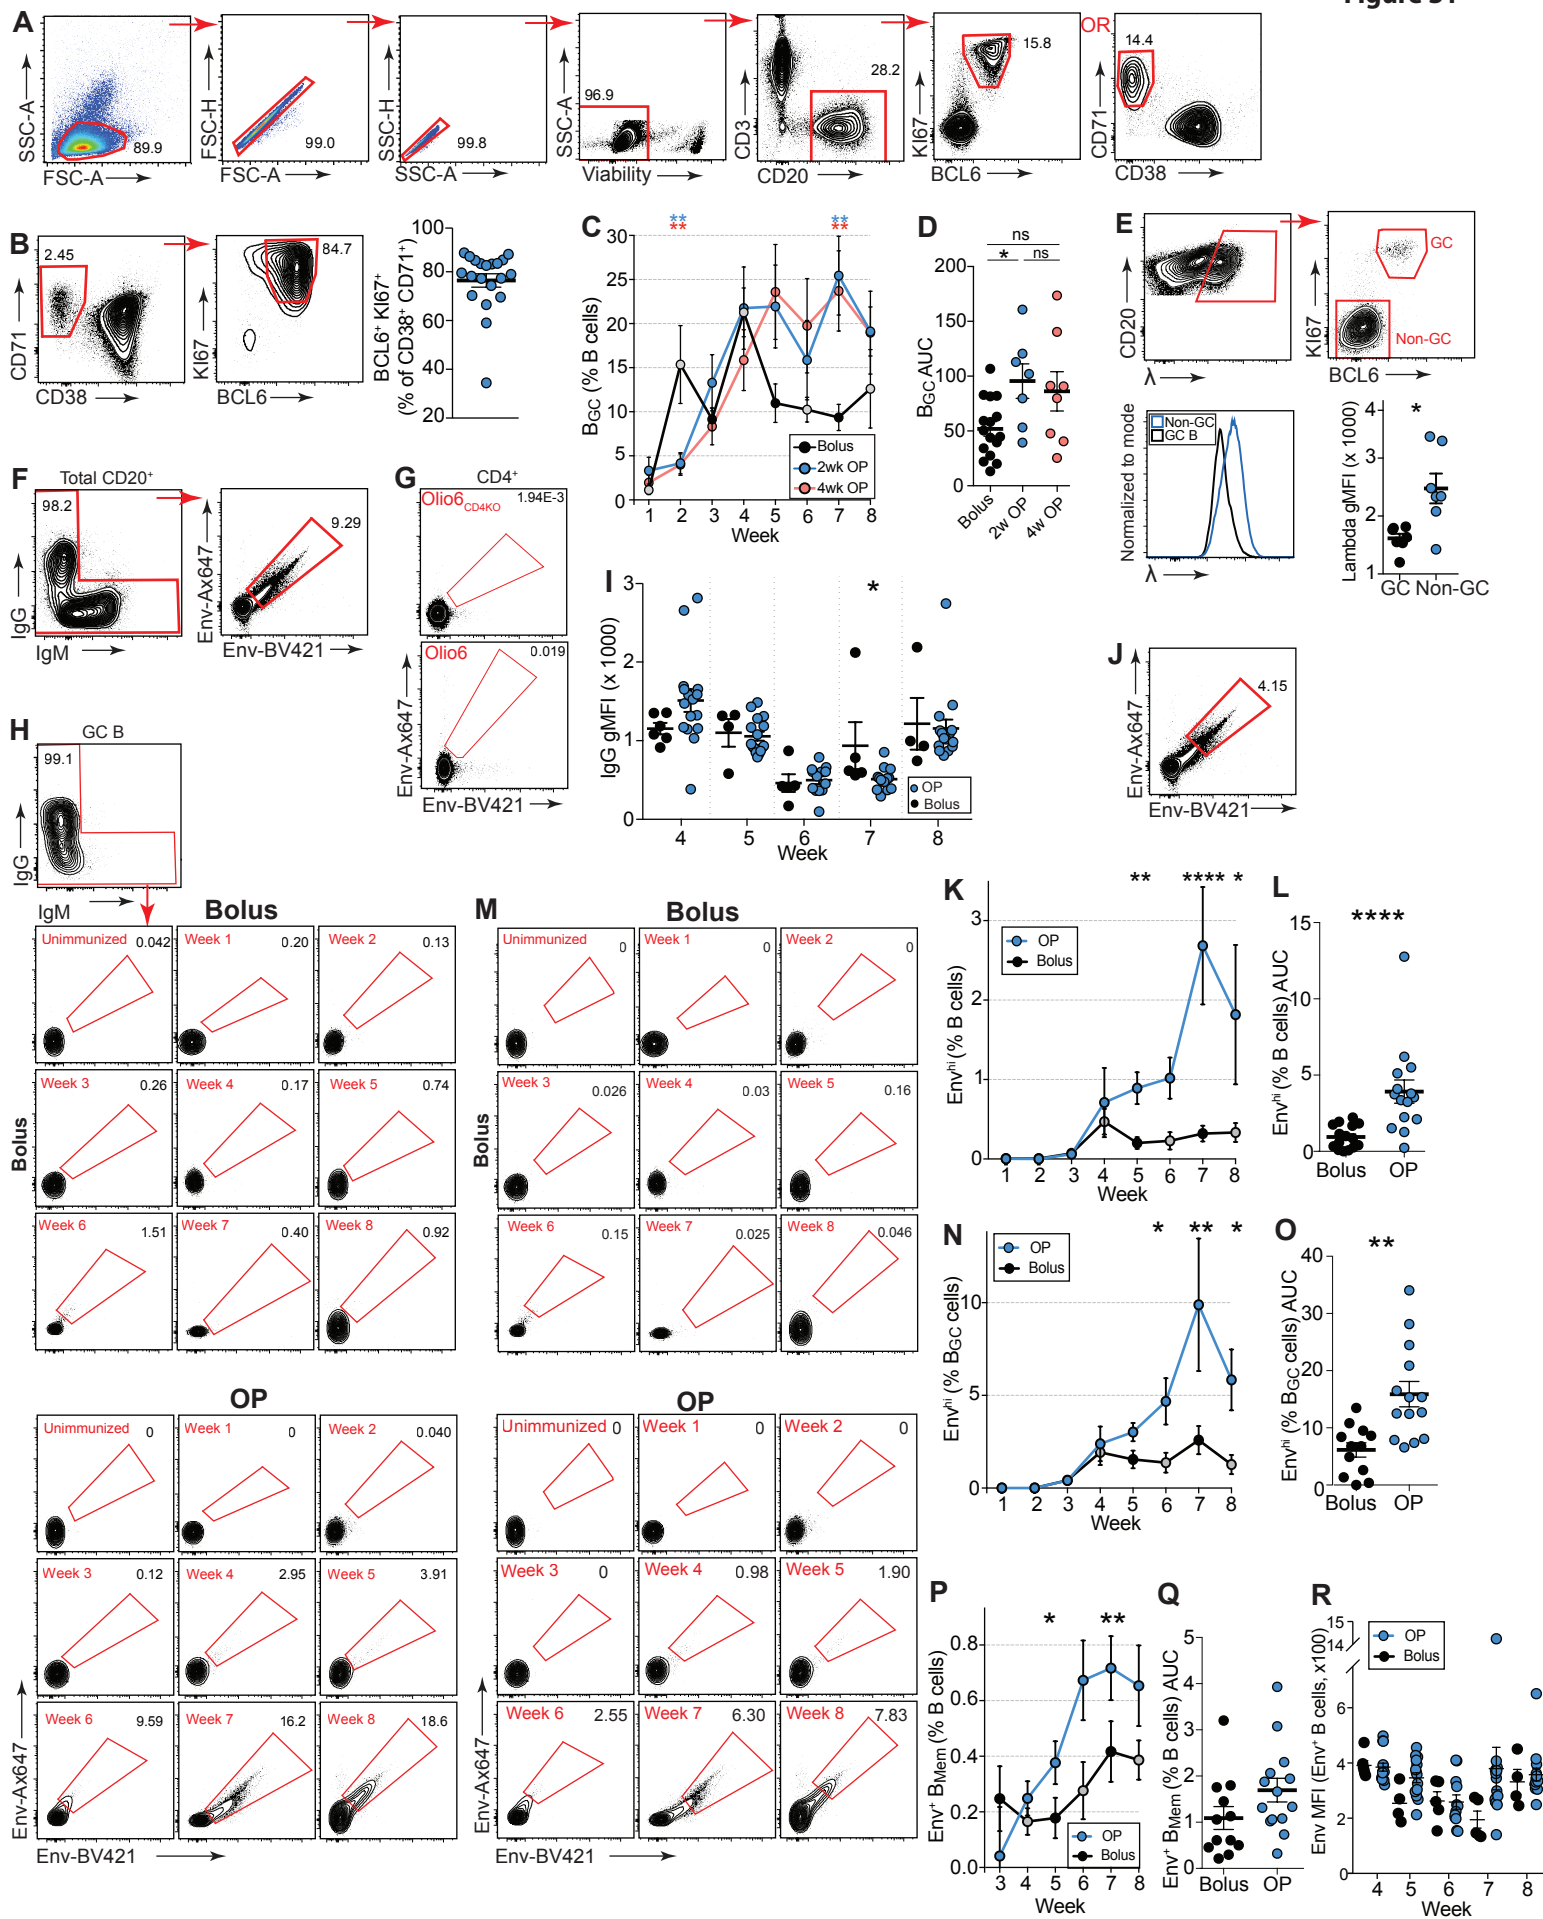 A
SSC-A
FSC-A
89.9
FSC-H
FSC-A
99.0
SSC-H
SSC-A
99.8
SSC-A
Viability
96.9
CD3
CD20
28.2
KI67
BCL6
15.8
OR
CD71
CD38
14.4
B
CD71
CD38
2.45
KI67
BCL6
84.7
BCL6+ KI67+
(% of CD38+ CD71+)
100
80
60
40
20
C
BGC (% B cells)
30
25
20
15
10
5
0
** **
** **
Bolus
2wk OP
4wk OP
1 2 3 4 5 6 7 8
Week
D
ns
* ns
BGC AUC
200
150
100
50
0
Bolus
2w OP
4w OP
E
CD20
λ
KI67
BCL6
GC
Non-GC
Normalized to mode
Non-GC
GC B
λ
Lambda gMFI (x 1000)
4
3
2
1
*
GC Non-GC
F
Total CD20+
98.2
IgG
IgM
9.29
Env-Ax647
Env-BV421
G
CD4+
Olio6CD4KO
1.94E-3
Olio6
0.019
Env-Ax647
Env-BV421
H
GC B
99.1
IgG
IgM
Bolus
Bolus
Unimmunized 0.042
Week 1 0.20
Week 2 0.13
Week 3 0.26
Week 4 0.17
Week 5 0.74
Week 6 1.51
Week 7 0.40
Week 8 0.92
OP
Unimmunized 0
Week 1 0
Week 2 0.040
Week 3 0.12
Week 4 2.95
Week 5 3.91
Week 6 9.59
Week 7 16.2
Week 8 18.6
Env-Ax647
Env-BV421
I
IgG gMFI (x 1000)
3
2
1
0
*
OP
Bolus
4 5 6 7 8
Week
J
4.15
Env-Ax647
Env-BV421
K
Envhi (% B cells)
3
2
1
0
** **** *
OP
Bolus
1 2 3 4 5 6 7 8
Week
L
Envhi (% B cells) AUC
15
10
5
0
****
Bolus OP
M
Bolus
Bolus
Unimmunized 0
Week 1 0
Week 2 0
Week 3 0.026
Week 4 0.03
Week 5 0.16
Week 6 0.15
Week 7 0.025
Week 8 0.046
OP
Unimmunized 0
Week 1 0
Week 2 0
Week 3 0
Week 4 0.98
Week 5 1.90
Week 6 2.55
Week 7 6.30
Week 8 7.83
Env-Ax647
Env-BV421
N
Envhi (% BGC cells)
10
5
0
* ** *
OP
Bolus
1 2 3 4 5 6 7 8
Week
O
Envhi (% BGC cells) AUC
40
30
20
10
0
**
Bolus OP
P
Env+ BMem (% B cells)
0.8
0.6
0.4
0.2
0.0
* **
OP
Bolus
3 4 5 6 7 8
Week
Q
Env+ BMem (% B cells) AUC
5
4
3
2
1
0
Bolus OP
R
Env MFI (Env+ B cells, x100)
15
14
6
4
2
0
OP
Bolus
4 5 6 7 8
Week